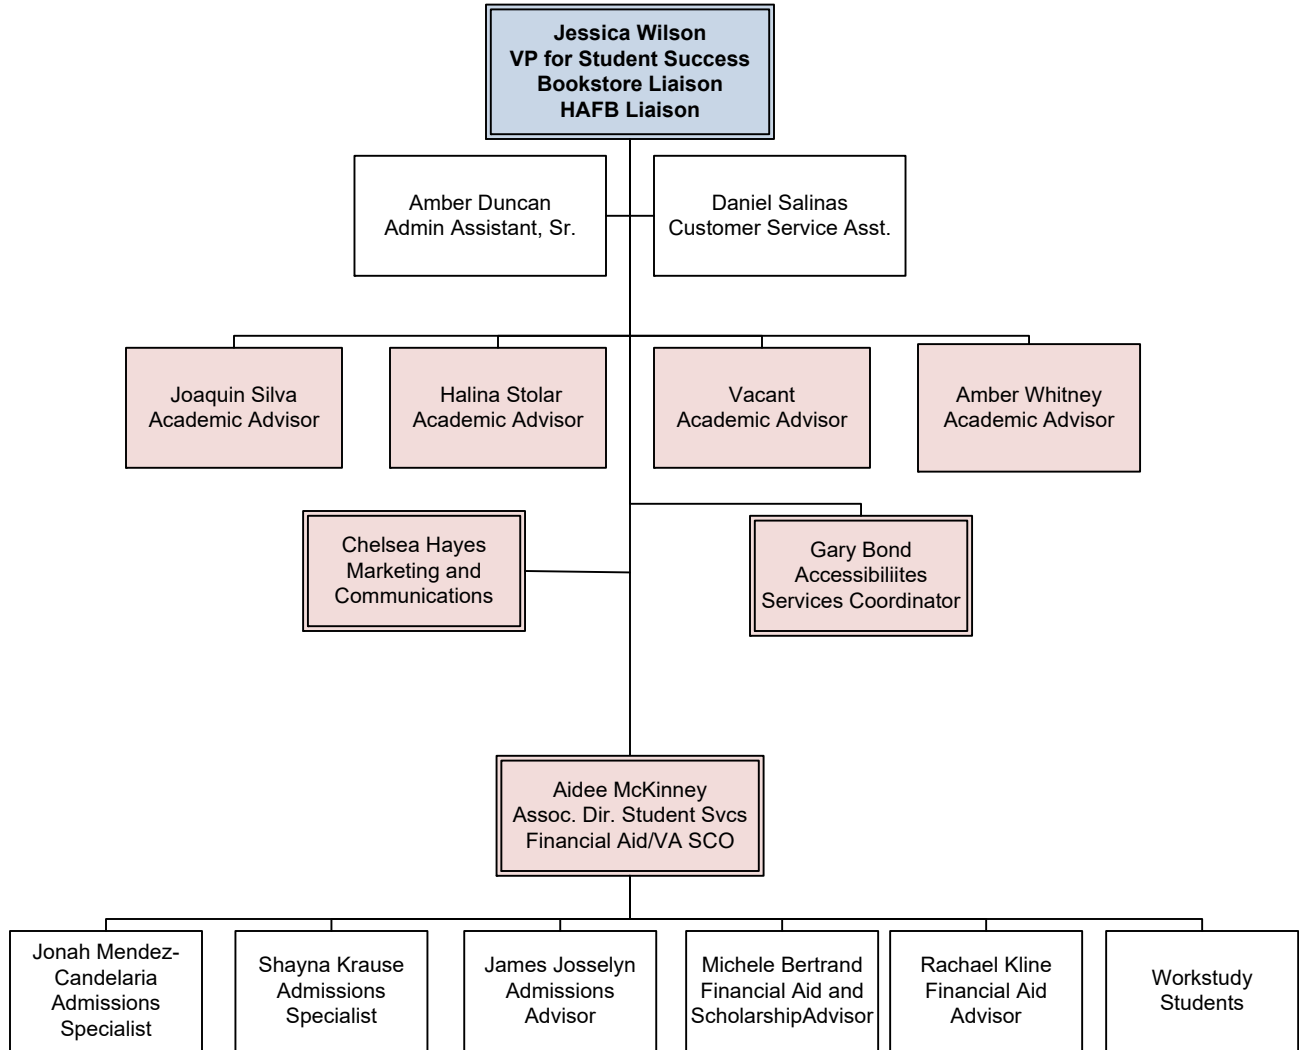 Jessica Wilson
VP for Student Success
Bookstore Liaison
HAFB Liaison
Amber Duncan
Admin Assistant, Sr.
Daniel Salinas
Customer Service Asst.
Joaquin Silva
Academic Advisor
Halina Stolar
Academic Advisor
Vacant
Academic Advisor
Amber Whitney
Academic Advisor
Chelsea Hayes
Marketing and
Communications
Gary Bond
Accessibiliites
Services Coordinator
Aidee McKinney
Assoc. Dir. Student Svcs
Financial Aid/VA SCO
Jonah Mendez-
Candelaria
Admissions
Specialist
Shayna Krause
Admissions
Specialist
James Josselyn
Admissions
Advisor
Michele Bertrand
Financial Aid and
ScholarshipAdvisor
Rachael Kline
Financial Aid
Advisor
Workstudy
Students